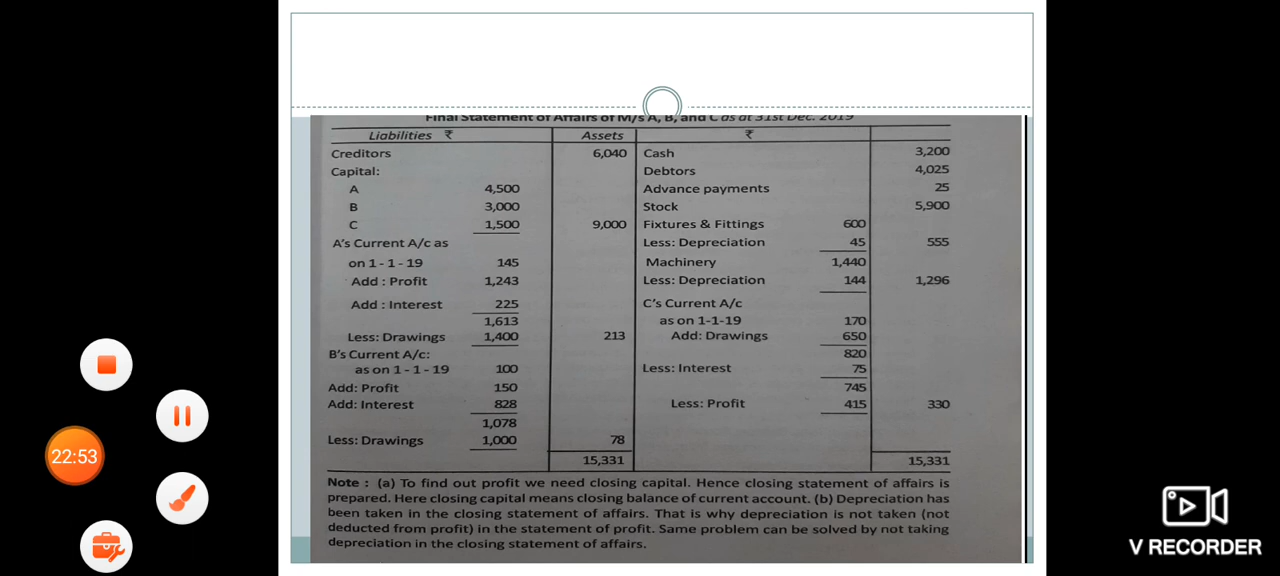 Final Statement of Affairs of M/s A, B, and C as at 31st Dec. 2019
Liabilities ₹ Assets ₹
Creditors 6,040 Cash 3,200
Capital: Debtors 4,025
A 4,500 Advance payments 25
B 3,000 Stock 5,900
C 1,500 9,000 Fixtures & Fittings 600
A's Current A/c as Less: Depreciation 45 555
on 1 - 1 - 19 145 Machinery 1,440
Add : Profit 1,243 Less: Depreciation 144 1,296
Add : Interest 225 C's Current A/c
1,613 as on 1-1-19 170
Less: Drawings 1,400 213 Add: Drawings 650
B's Current A/c: 820
as on 1 - 1 - 19 100 Less: Interest 75
Add: Profit 150 745
Add: Interest 828 Less: Profit 415 330
1,078
Less: Drawings 1,000 78
15,331 15,331
Note : (a) To find out profit we need closing capital. Hence closing statement of affairs is
prepared. Here closing capital means closing balance of current account. (b) Depreciation has
been taken in the closing statement of affairs. That is why depreciation is not taken (not
deducted from profit) in the statement of profit. Same problem can be solved by not taking
depreciation in the closing statement of affairs.
22:53
V RECORDER